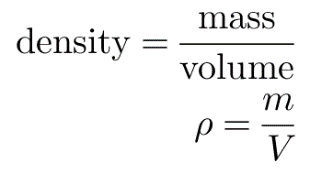 density = mass / volume
ρ = m / V